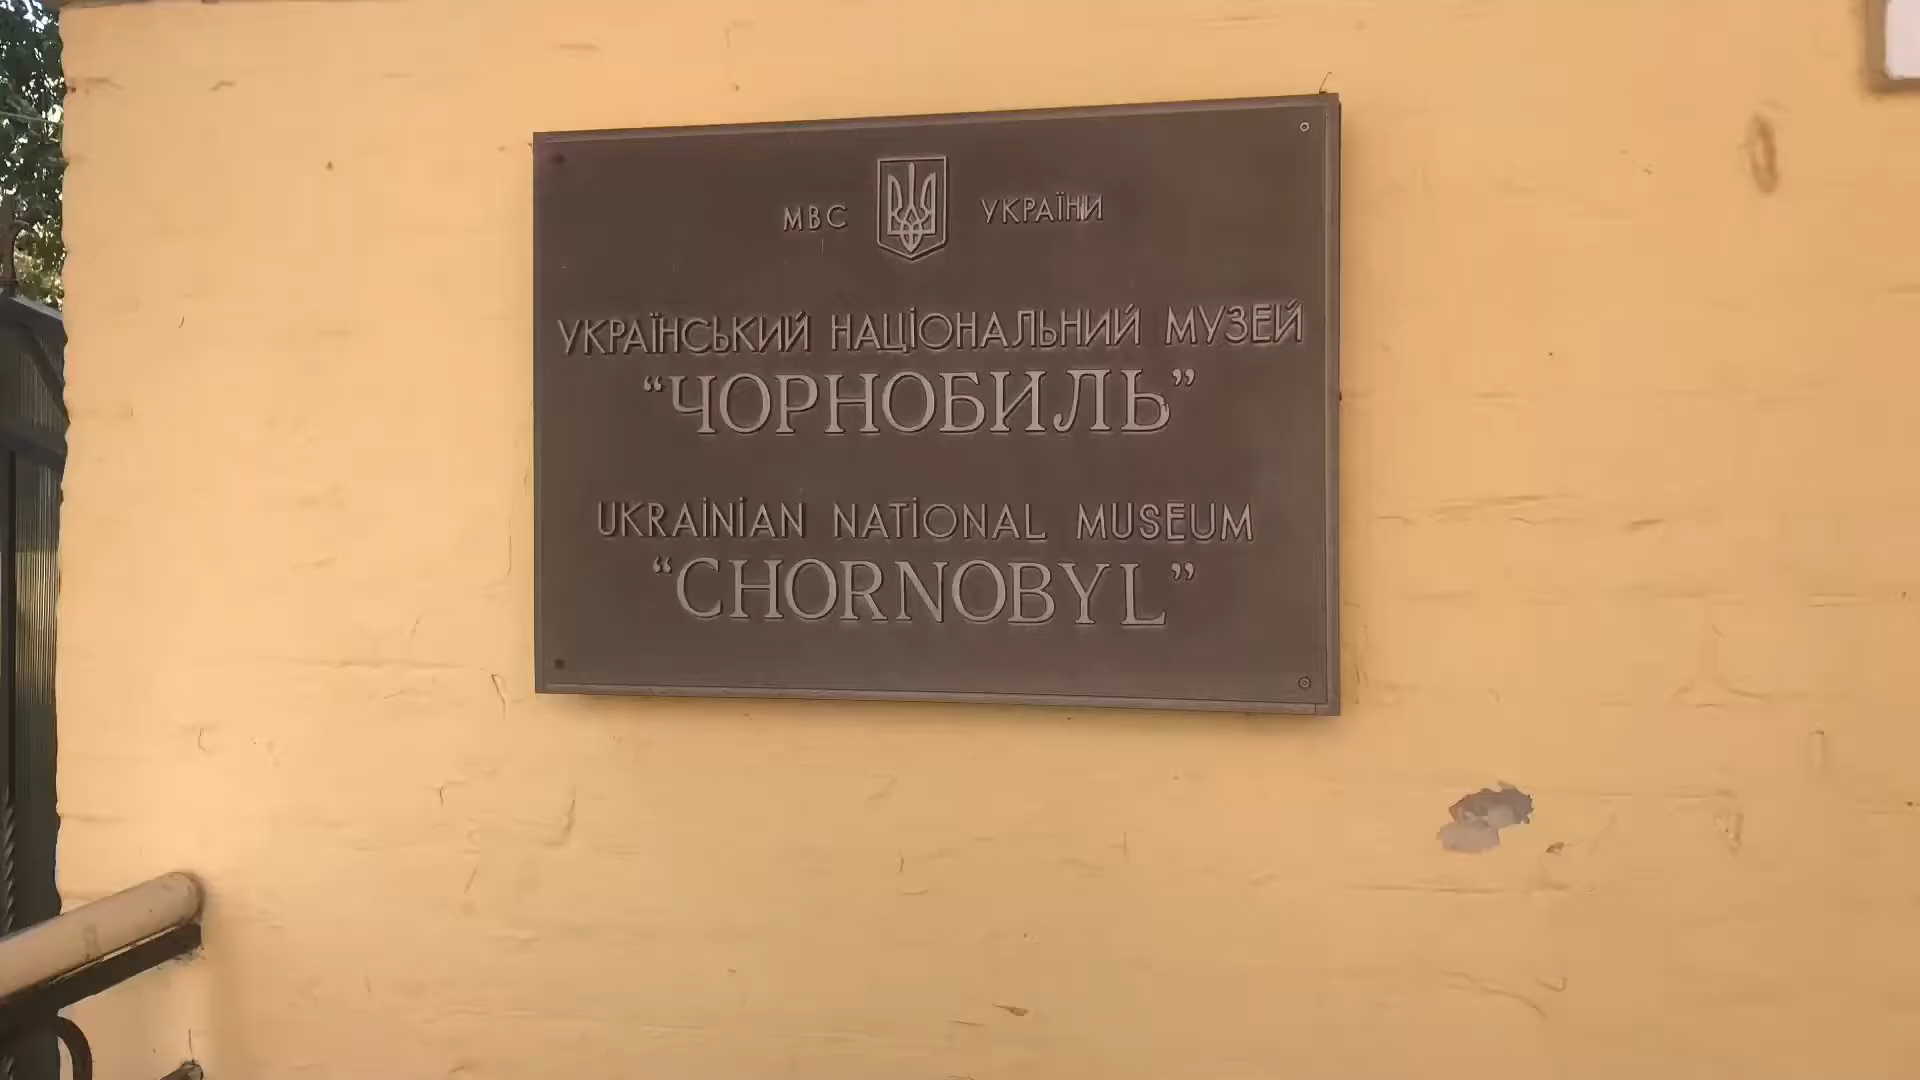 МВС УКРАЇНИ
УКРАЇНСЬКИЙ НАЦІОНАЛЬНИЙ МУЗЕЙ
“ЧОРНОБИЛЬ”
UKRAINIAN NATIONAL MUSEUM
“CHORNOBYL”